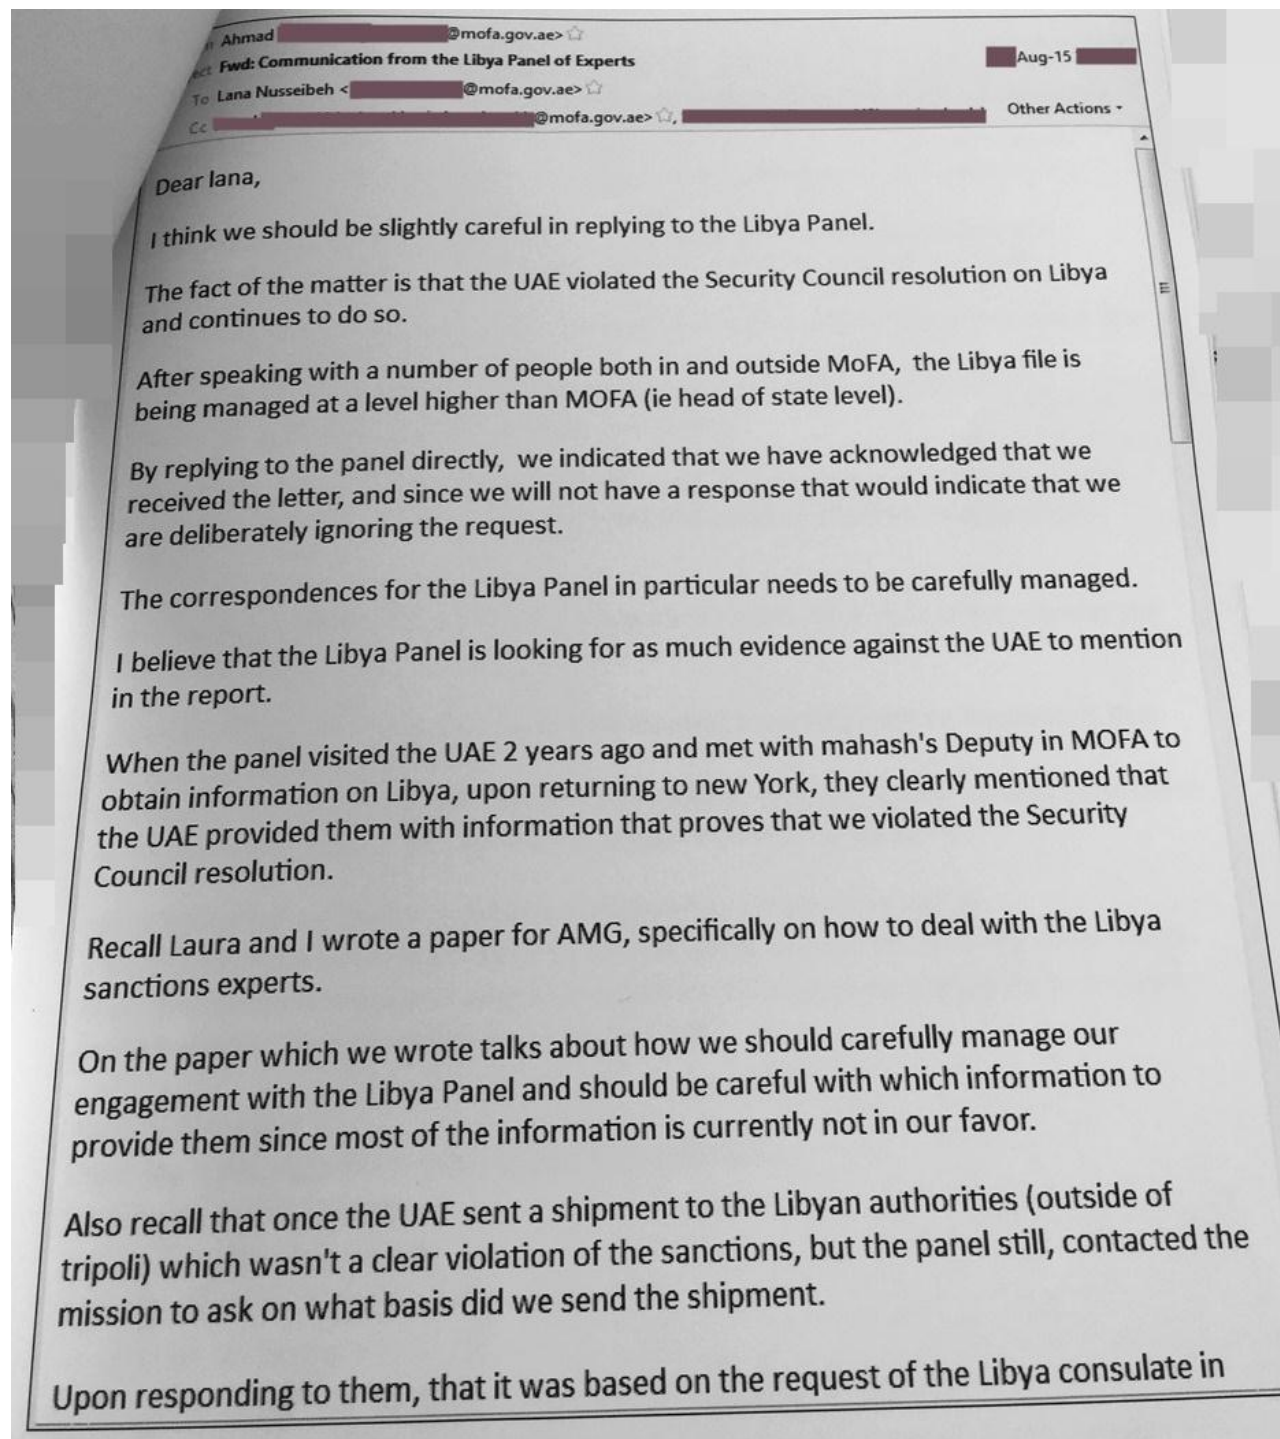 Ahmad @mofa.gov.ae>
Fwd: Communication from the Libya Panel of Experts
Aug-15
To Lana Nusseibeh < @mofa.gov.ae>
Cc @mofa.gov.ae> ,
Other Actions
Dear lana,
I think we should be slightly careful in replying to the Libya Panel.
The fact of the matter is that the UAE violated the Security Council resolution on Libya
and continues to do so.
After speaking with a number of people both in and outside MoFA, the Libya file is
being managed at a level higher than MOFA (ie head of state level).
By replying to the panel directly, we indicated that we have acknowledged that we
received the letter, and since we will not have a response that would indicate that we
are deliberately ignoring the request.
The correspondences for the Libya Panel in particular needs to be carefully managed.
I believe that the Libya Panel is looking for as much evidence against the UAE to mention
in the report.
When the panel visited the UAE 2 years ago and met with mahash's Deputy in MOFA to
obtain information on Libya, upon returning to new York, they clearly mentioned that
the UAE provided them with information that proves that we violated the Security
Council resolution.
Recall Laura and I wrote a paper for AMG, specifically on how to deal with the Libya
sanctions experts.
On the paper which we wrote talks about how we should carefully manage our
engagement with the Libya Panel and should be careful with which information to
provide them since most of the information is currently not in our favor.
Also recall that once the UAE sent a shipment to the Libyan authorities (outside of
tripoli) which wasn't a clear violation of the sanctions, but the panel still, contacted the
mission to ask on what basis did we send the shipment.
Upon responding to them, that it was based on the request of the Libya consulate in